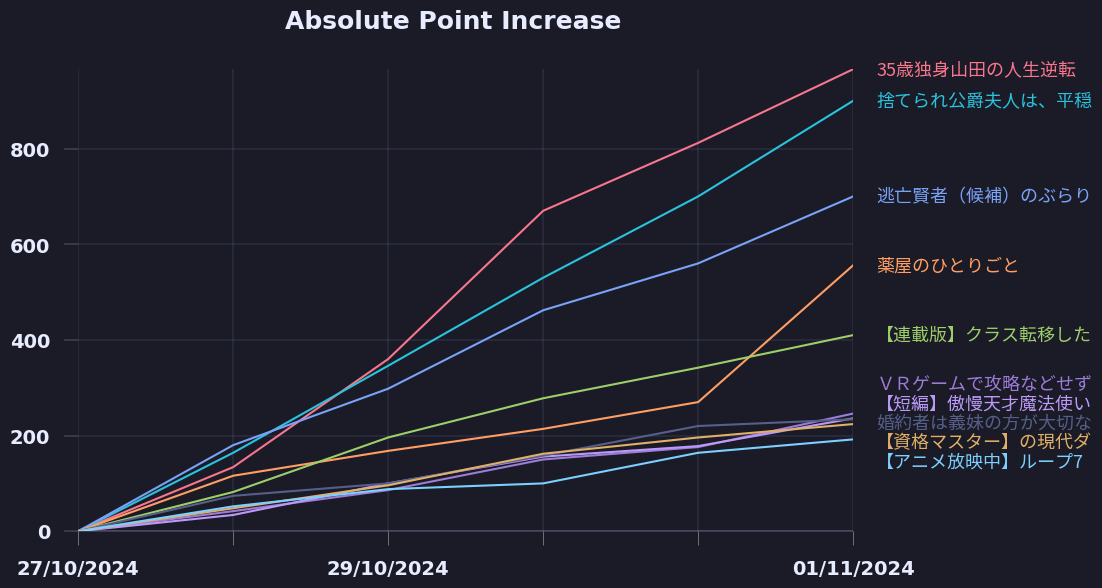 Absolute Point Increase
800
600
400
200
0
27/10/2024
29/10/2024
01/11/2024
35歳独身山田の人生逆転
捨てられ公爵夫人は、平穏
逃亡賢者（候補）のぶらり
薬屋のひとりごと
【連載版】クラス転移した
ＶＲゲームで攻略などせず
【短編】傲慢天才魔法使い
婚約者は義妹の方が大切な
【資格マスター】の現代ダ
【アニメ放映中】ループ7